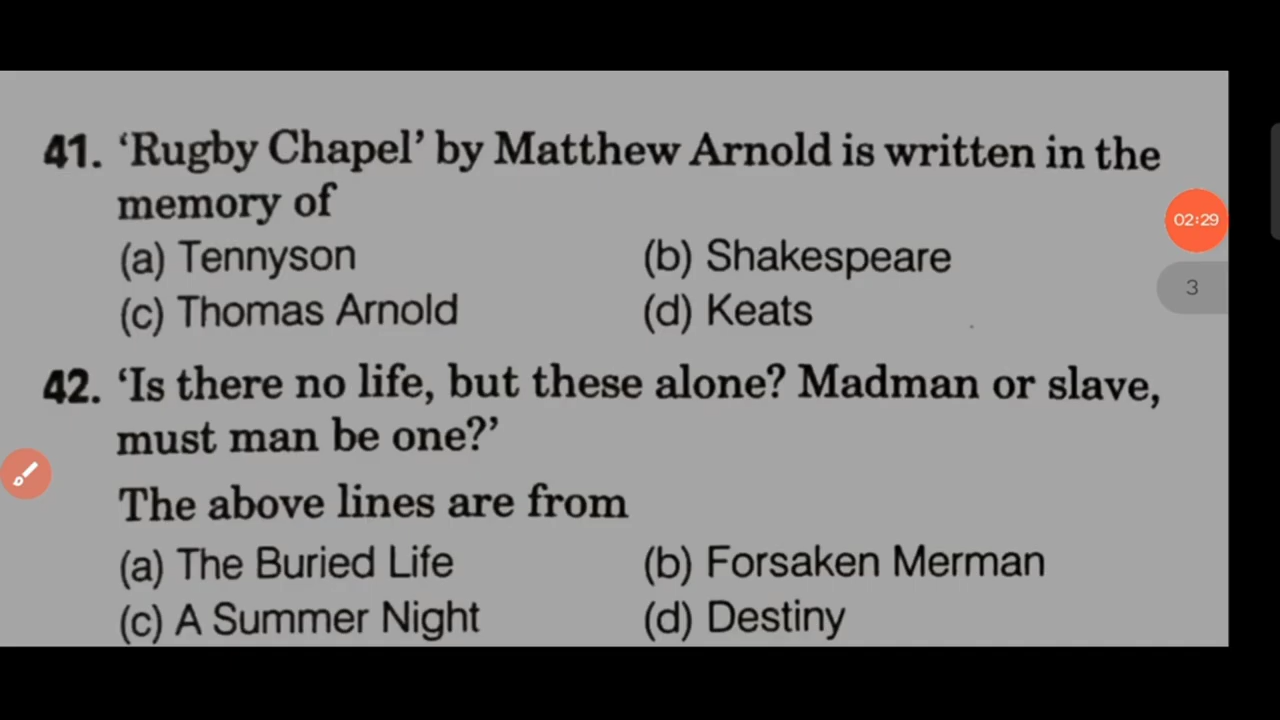 41. ‘Rugby Chapel’ by Matthew Arnold is written in the
memory of
(a) Tennyson (b) Shakespeare
(c) Thomas Arnold (d) Keats
42. ‘Is there no life, but these alone? Madman or slave,
must man be one?’
The above lines are from
(a) The Buried Life (b) Forsaken Merman
(c) A Summer Night (d) Destiny
02:29
3